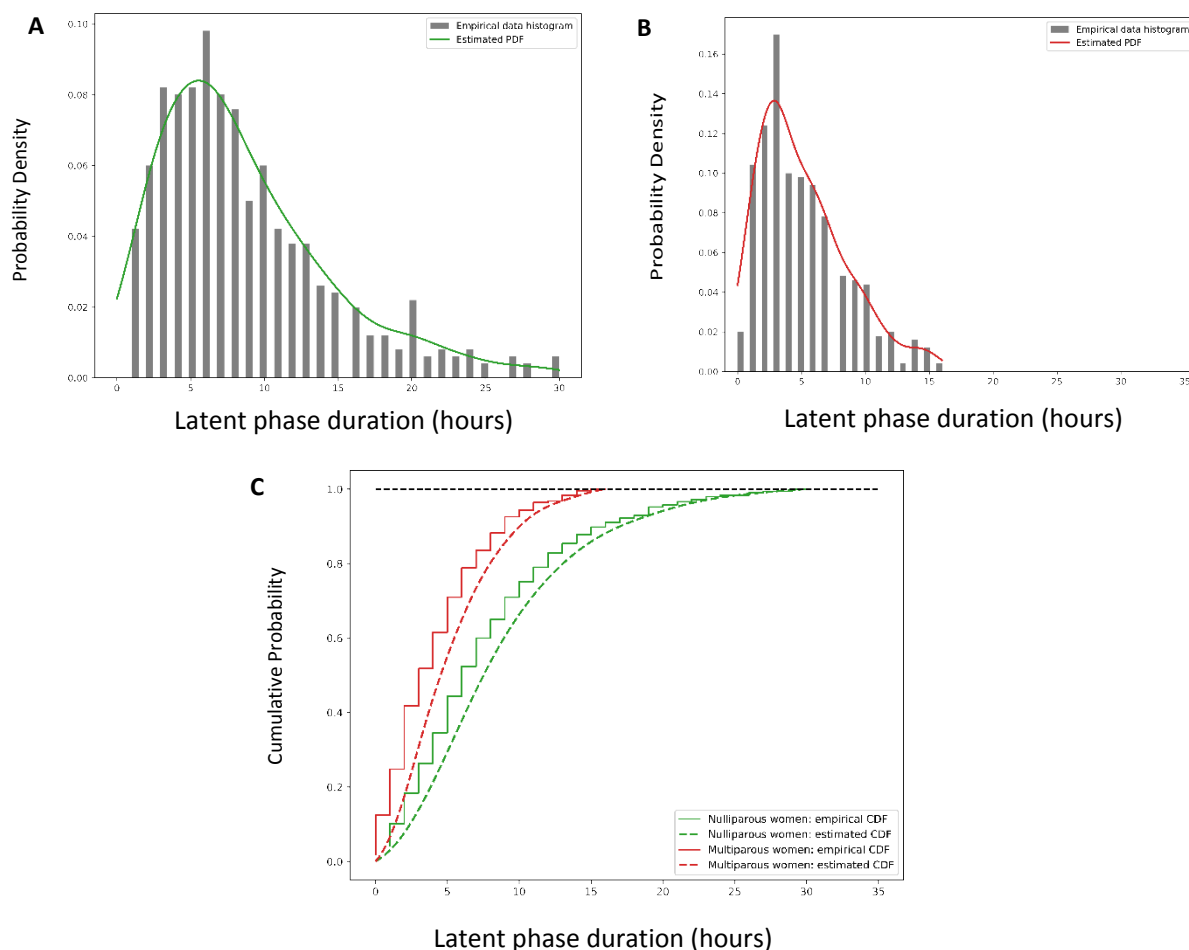 A
Empirical data histogram
Estimated PDF
0.10
0.08
0.06
0.04
0.02
0.00
Probability Density
0 5 10 15 20 25 30
Latent phase duration (hours)
B
Empirical data histogram
Estimated PDF
0.16
0.14
0.12
0.10
0.08
0.06
0.04
0.02
0.00
Probability Density
0 5 10 15 20 25 30 35
Latent phase duration (hours)
C
1.0
0.8
0.6
0.4
0.2
0.0
Cumulative Probability
Nulliparous women: empirical CDF
Nulliparous women: estimated CDF
Multiparous women: empirical CDF
Multiparous women: estimated CDF
0 5 10 15 20 25 30 35
Latent phase duration (hours)